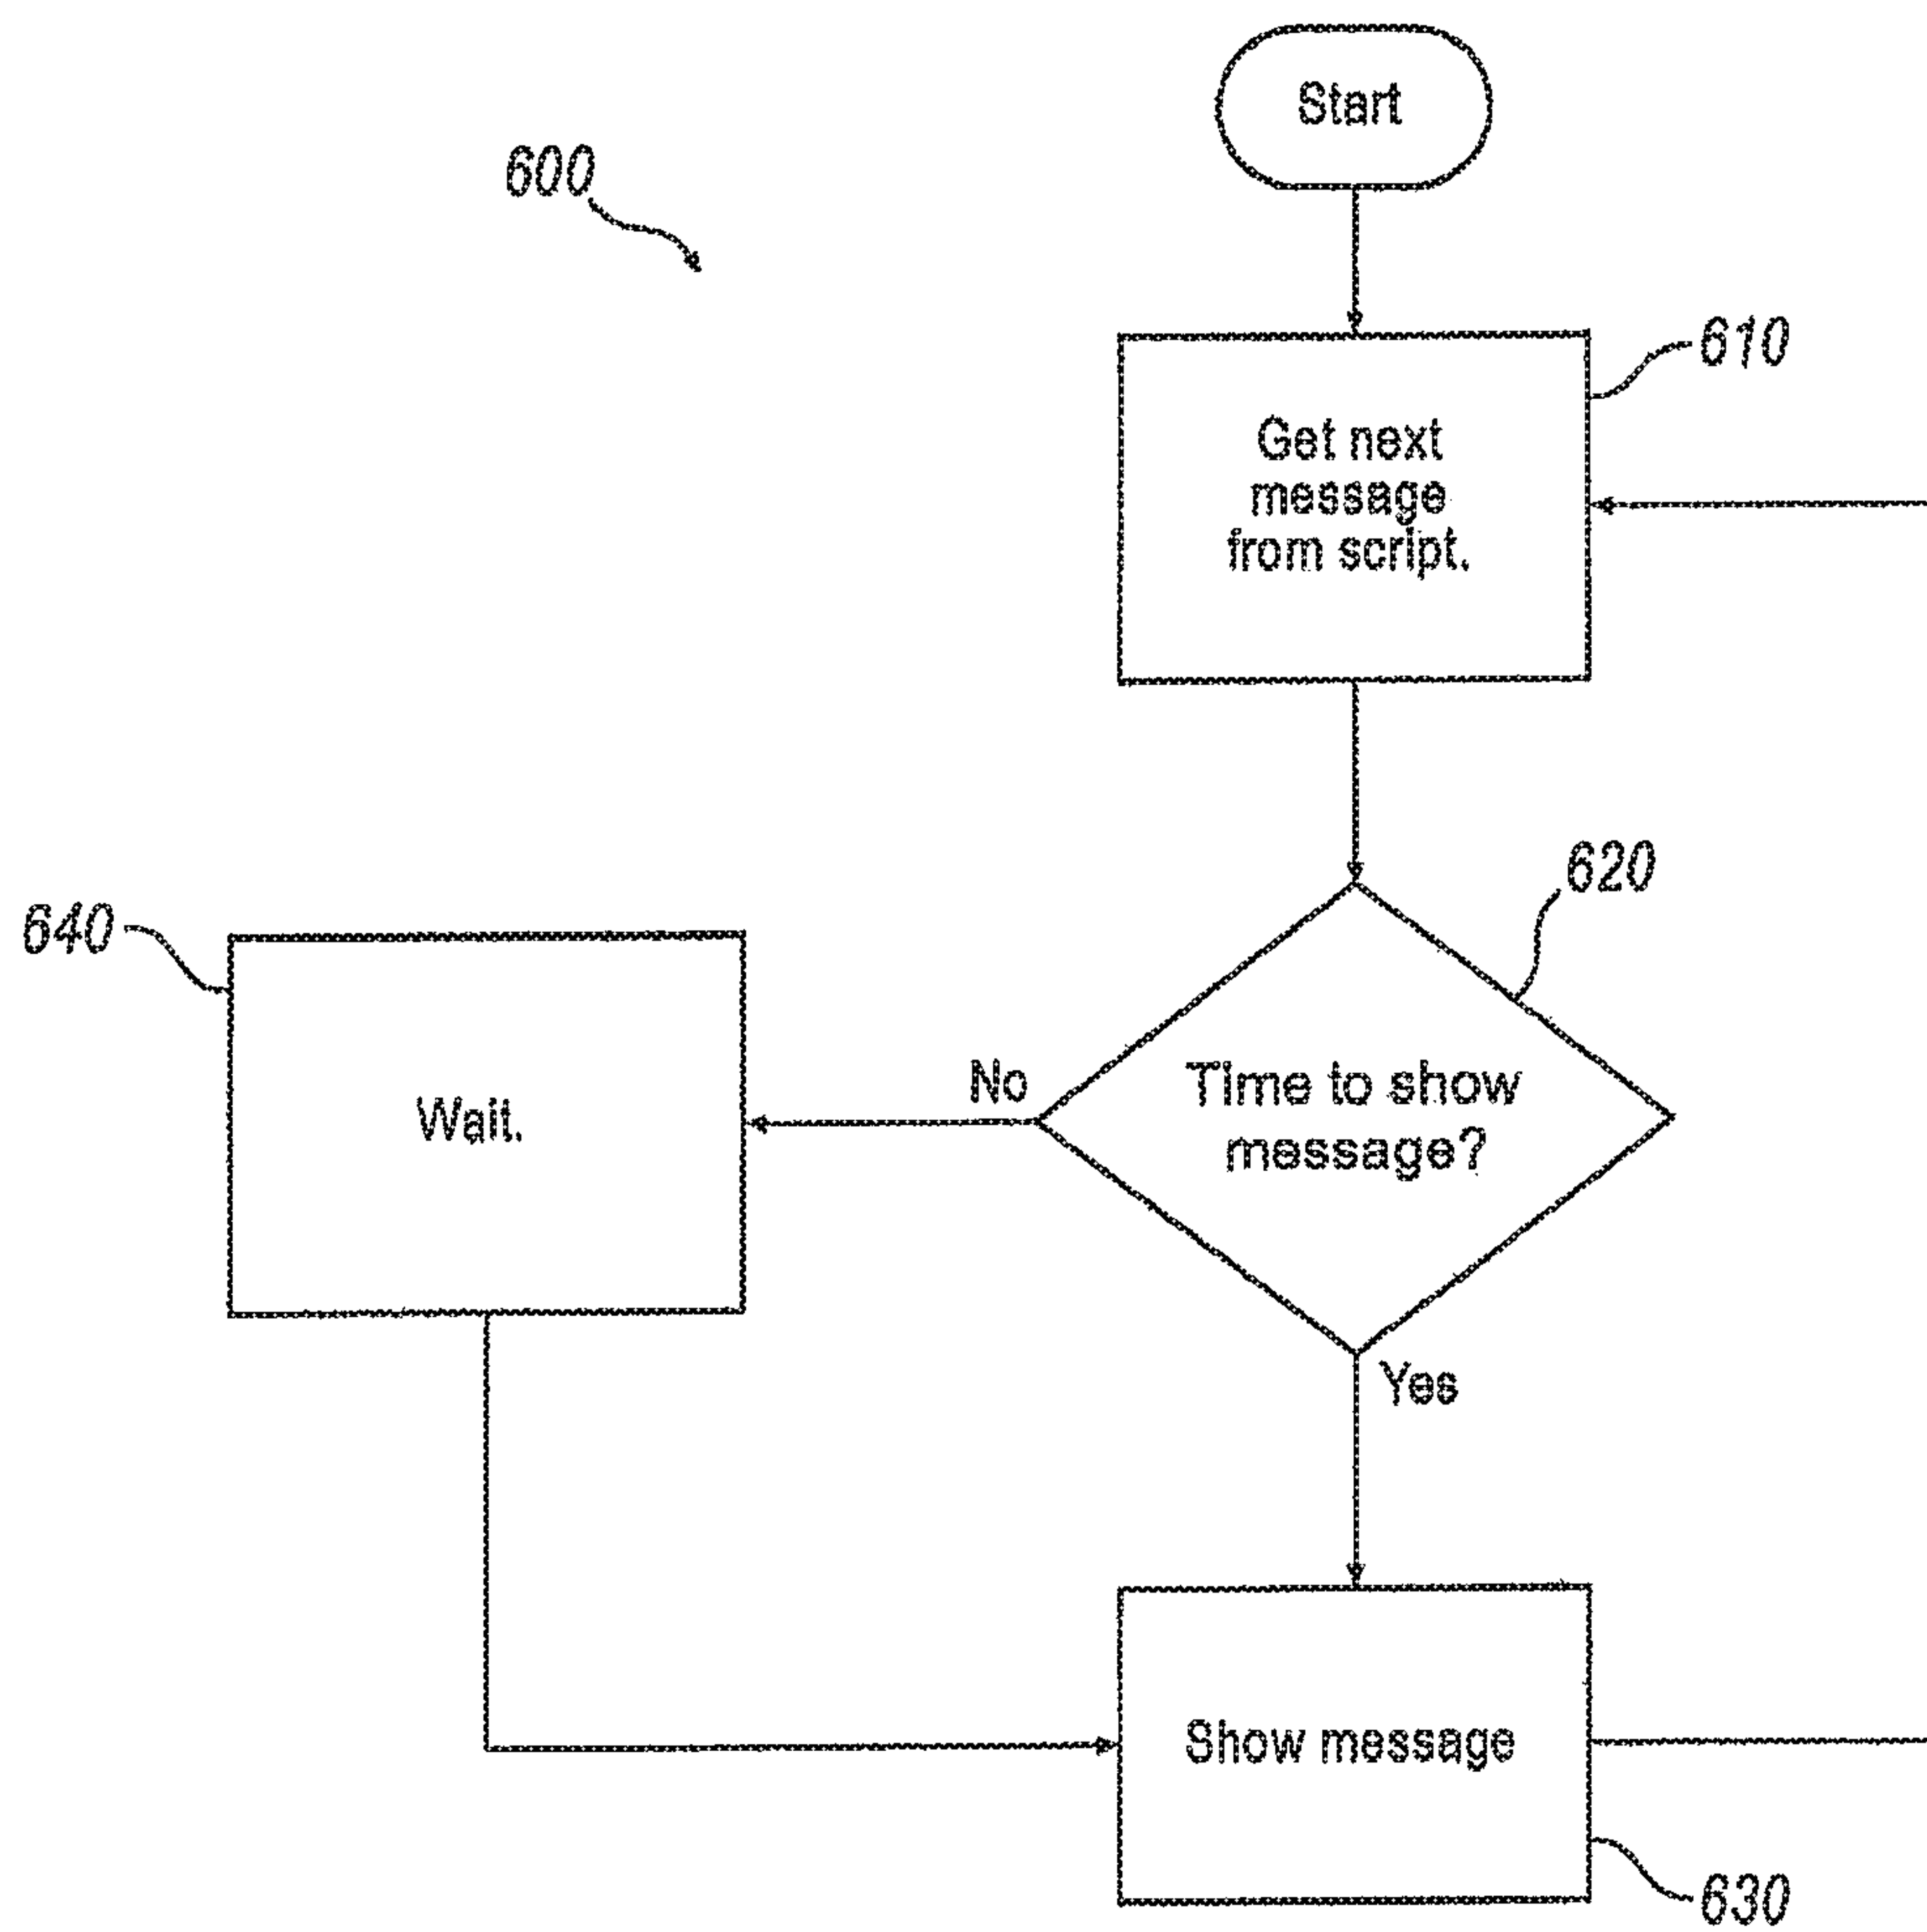 Start
600
610
Get next
message
from script.
620
640
Time to show
message?
No
Wait.
Yes
Show message
630